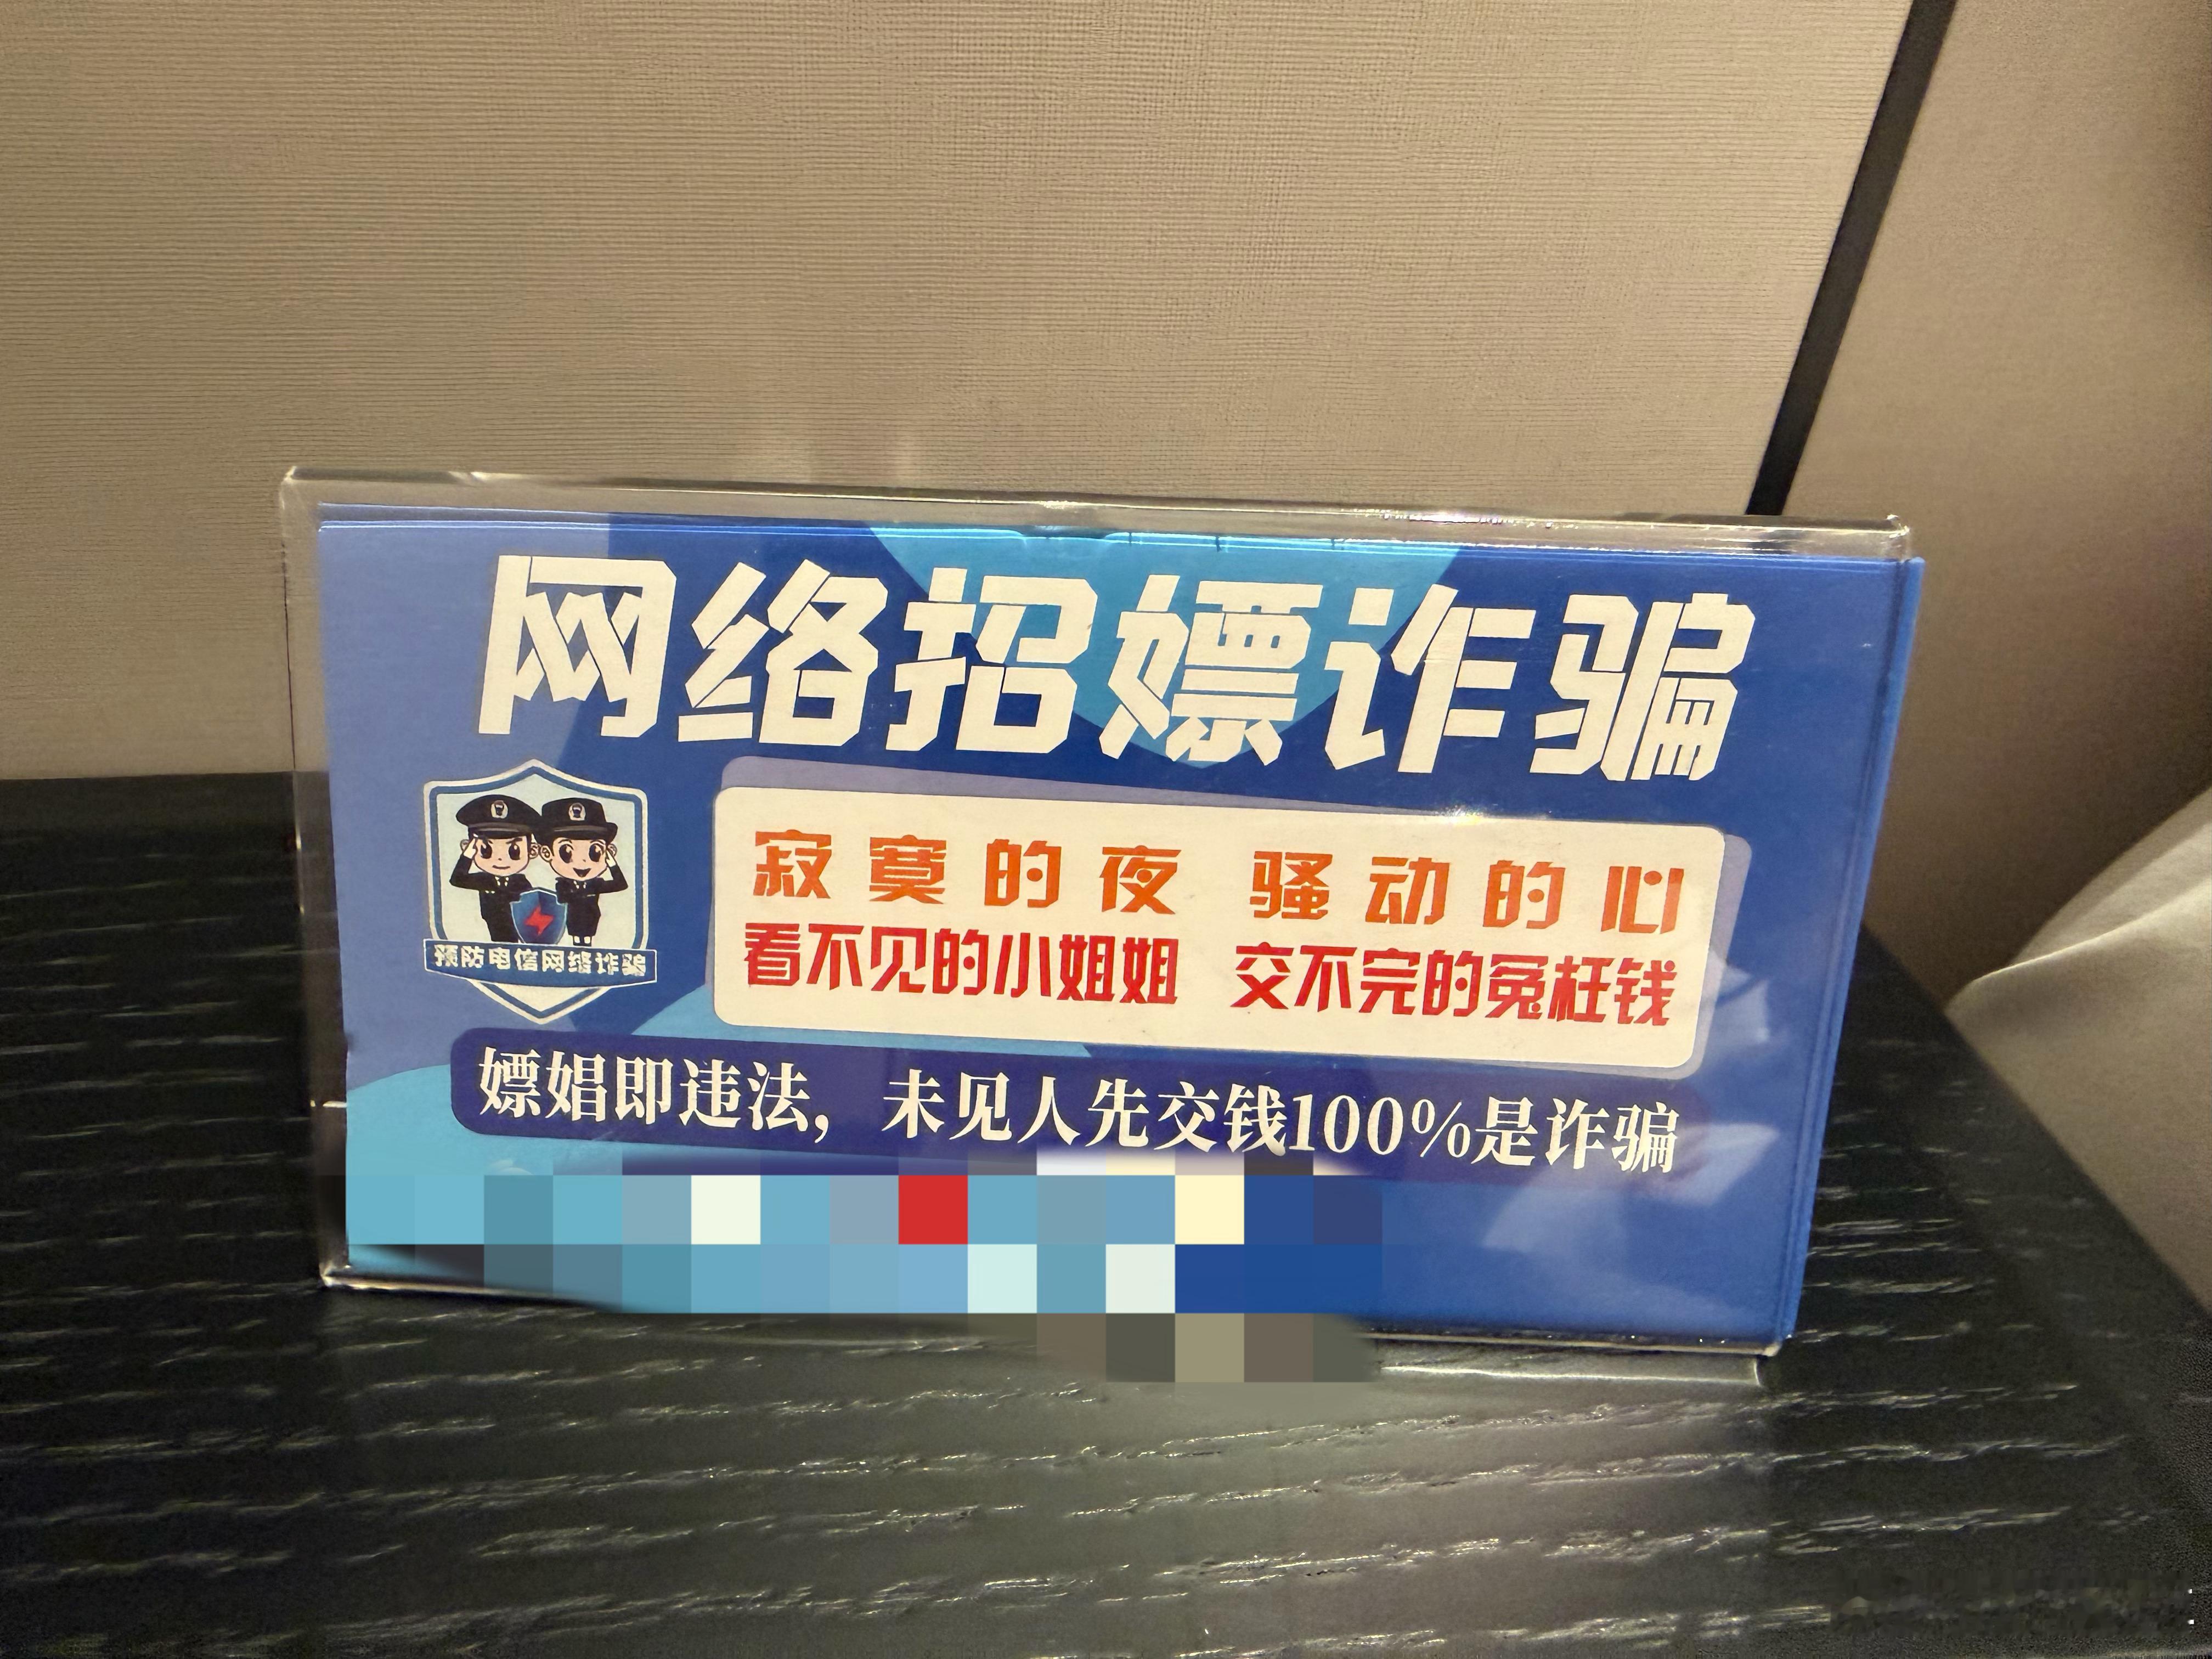 网络招嫖诈骗
寂寞的夜 骚动的心
看不见的小姐姐 交不完的冤枉钱
预防电信网络诈骗
嫖娼即违法，未见人先交钱100%是诈骗